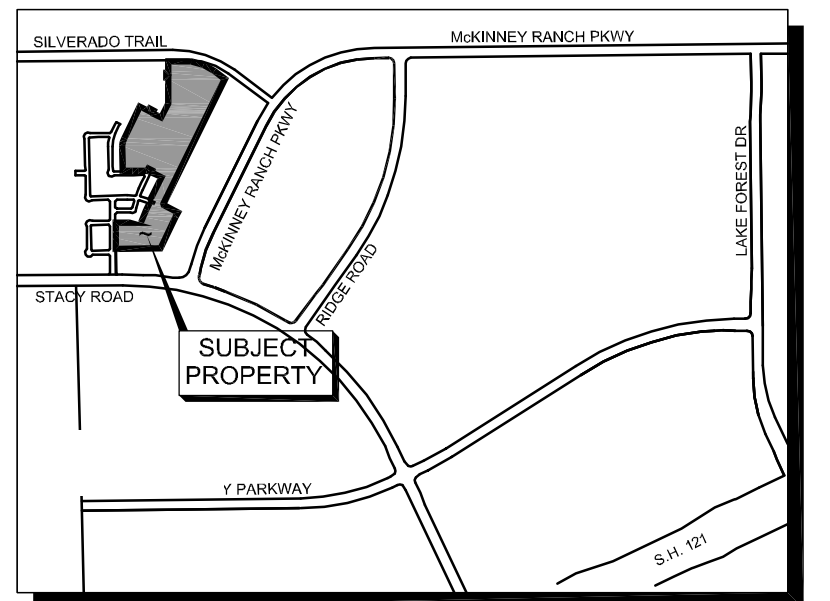 SILVERADO TRAIL
McKINNEY RANCH PKWY
McKINNEY RANCH PKWY
LAKE FOREST DR
RIDGE ROAD
STACY ROAD
SUBJECT
PROPERTY
Y PARKWAY
S.H. 121